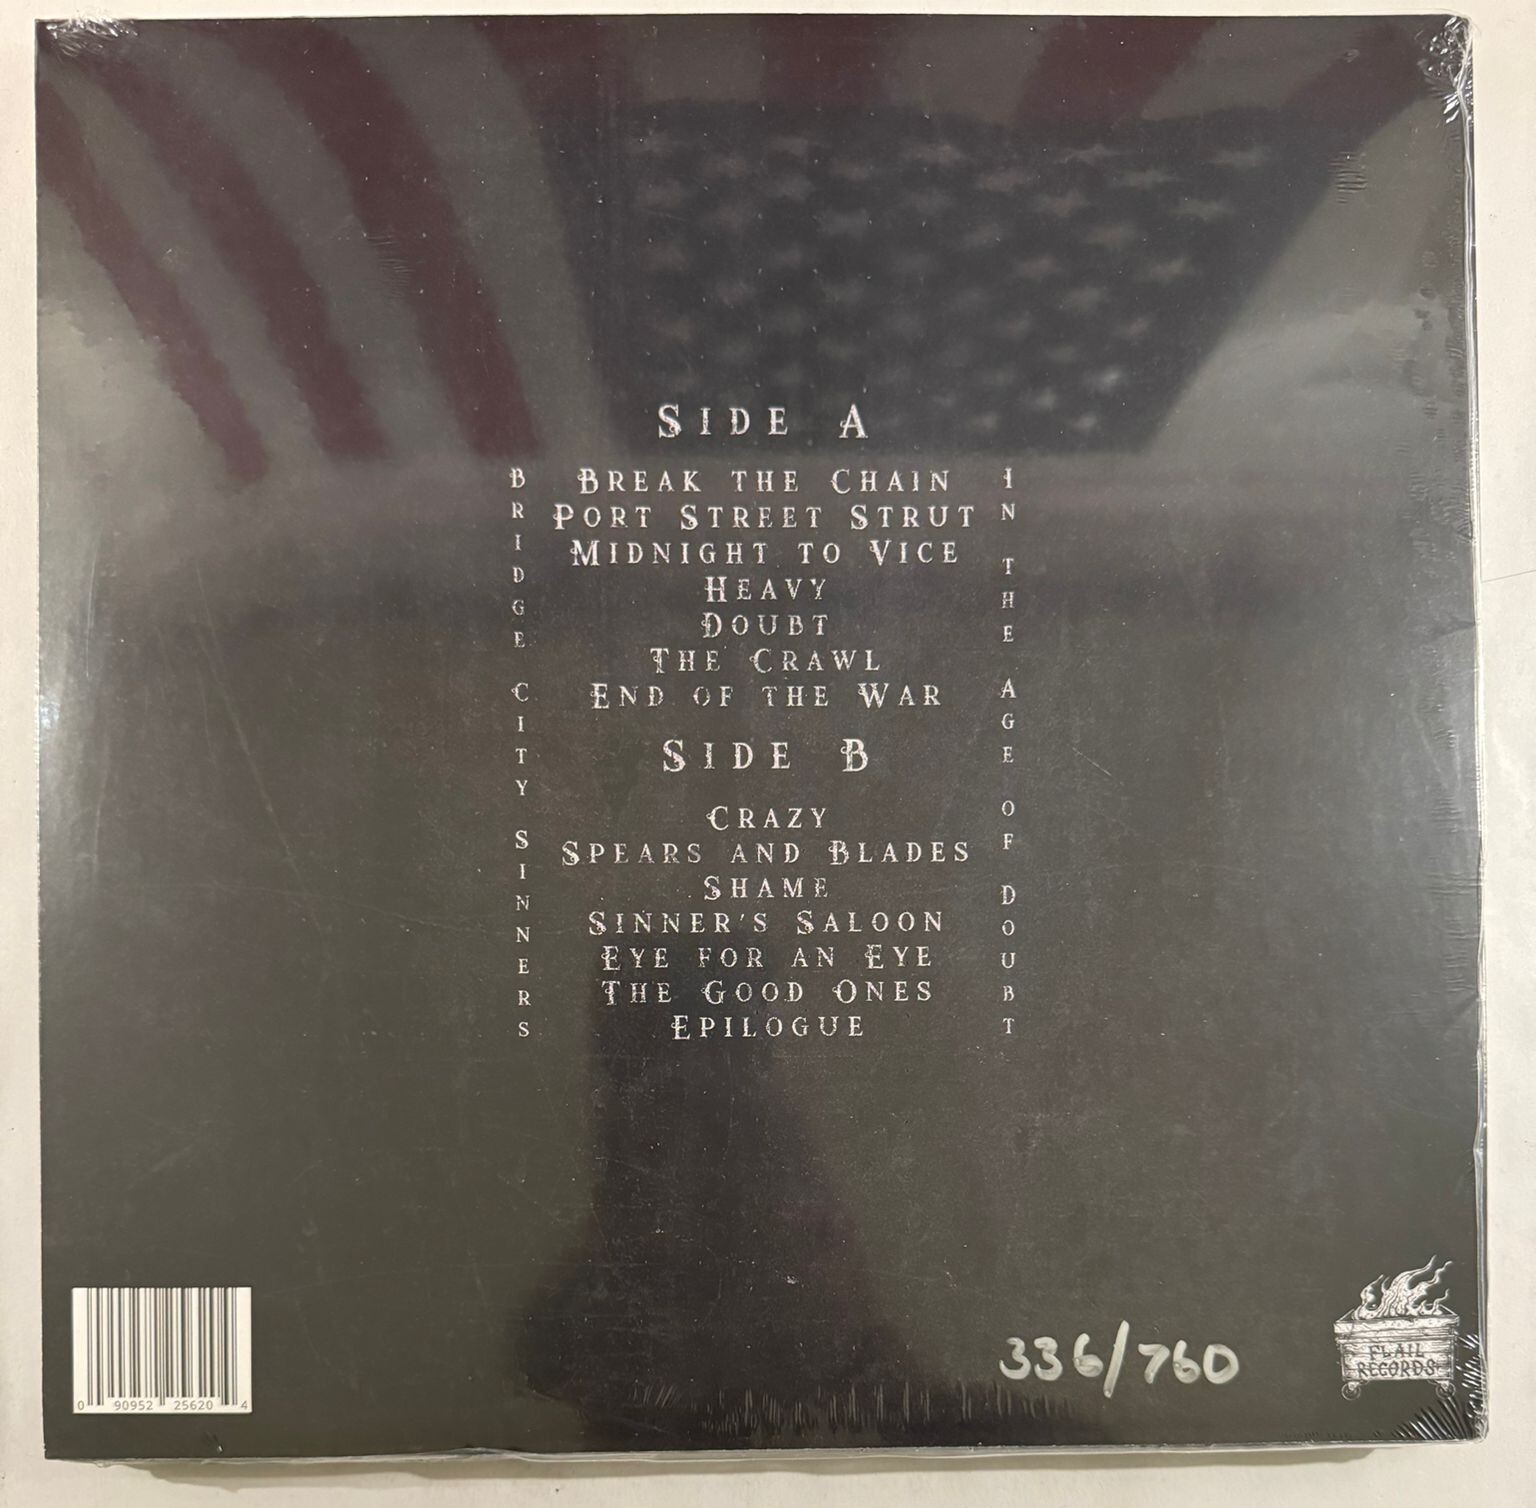 Side A
Bridge City Sinners
Break the Chain
Port Street Strut
Midnight to Vice
Heavy
Doubt
The Crawl
End of the War
In the Age of Doubt
Side B
Crazy
Spears and Blades
Shame
Sinner's Saloon
Eye for an Eye
The Good Ones
Epilogue
336/760
FLAIL
RECORDS
0 90952 25620 4